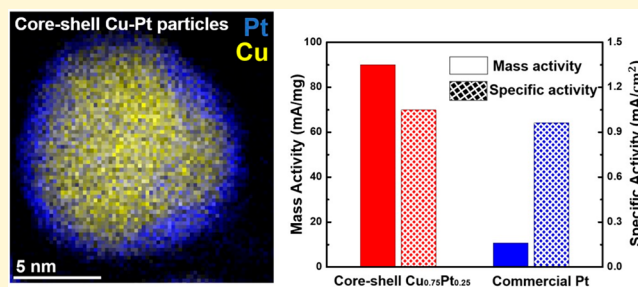 Core-shell Cu-Pt particles
Pt
Cu
5 nm
Mass Activity (mA/mg)
100
80
60
40
20
0
Mass activity
Specific activity
1.5
1.2
0.9
0.6
0.3
0.0
Specific Activity (mA/cm²)
Core-shell Cu₀.₇₅Pt₀.₂₅
Commercial Pt